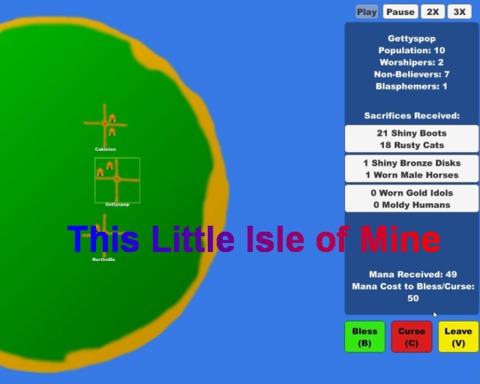 Play Pause 2X 3X
Gettyspop
Population: 10
Worshipers: 2
Non-Believers: 7
Blasphemers: 1
Sacrifices Received:
21 Shiny Boots
18 Rusty Cats
1 Shiny Bronze Disks
1 Worn Male Horses
0 Worn Gold Idols
0 Moldy Humans
Cobleton
Gettyspop
This Little Isle of Mine
Northville
Mana Received: 49
Mana Cost to Bless/Curse:
50
Bless
(B)
Curse
(C)
Leave
(V)